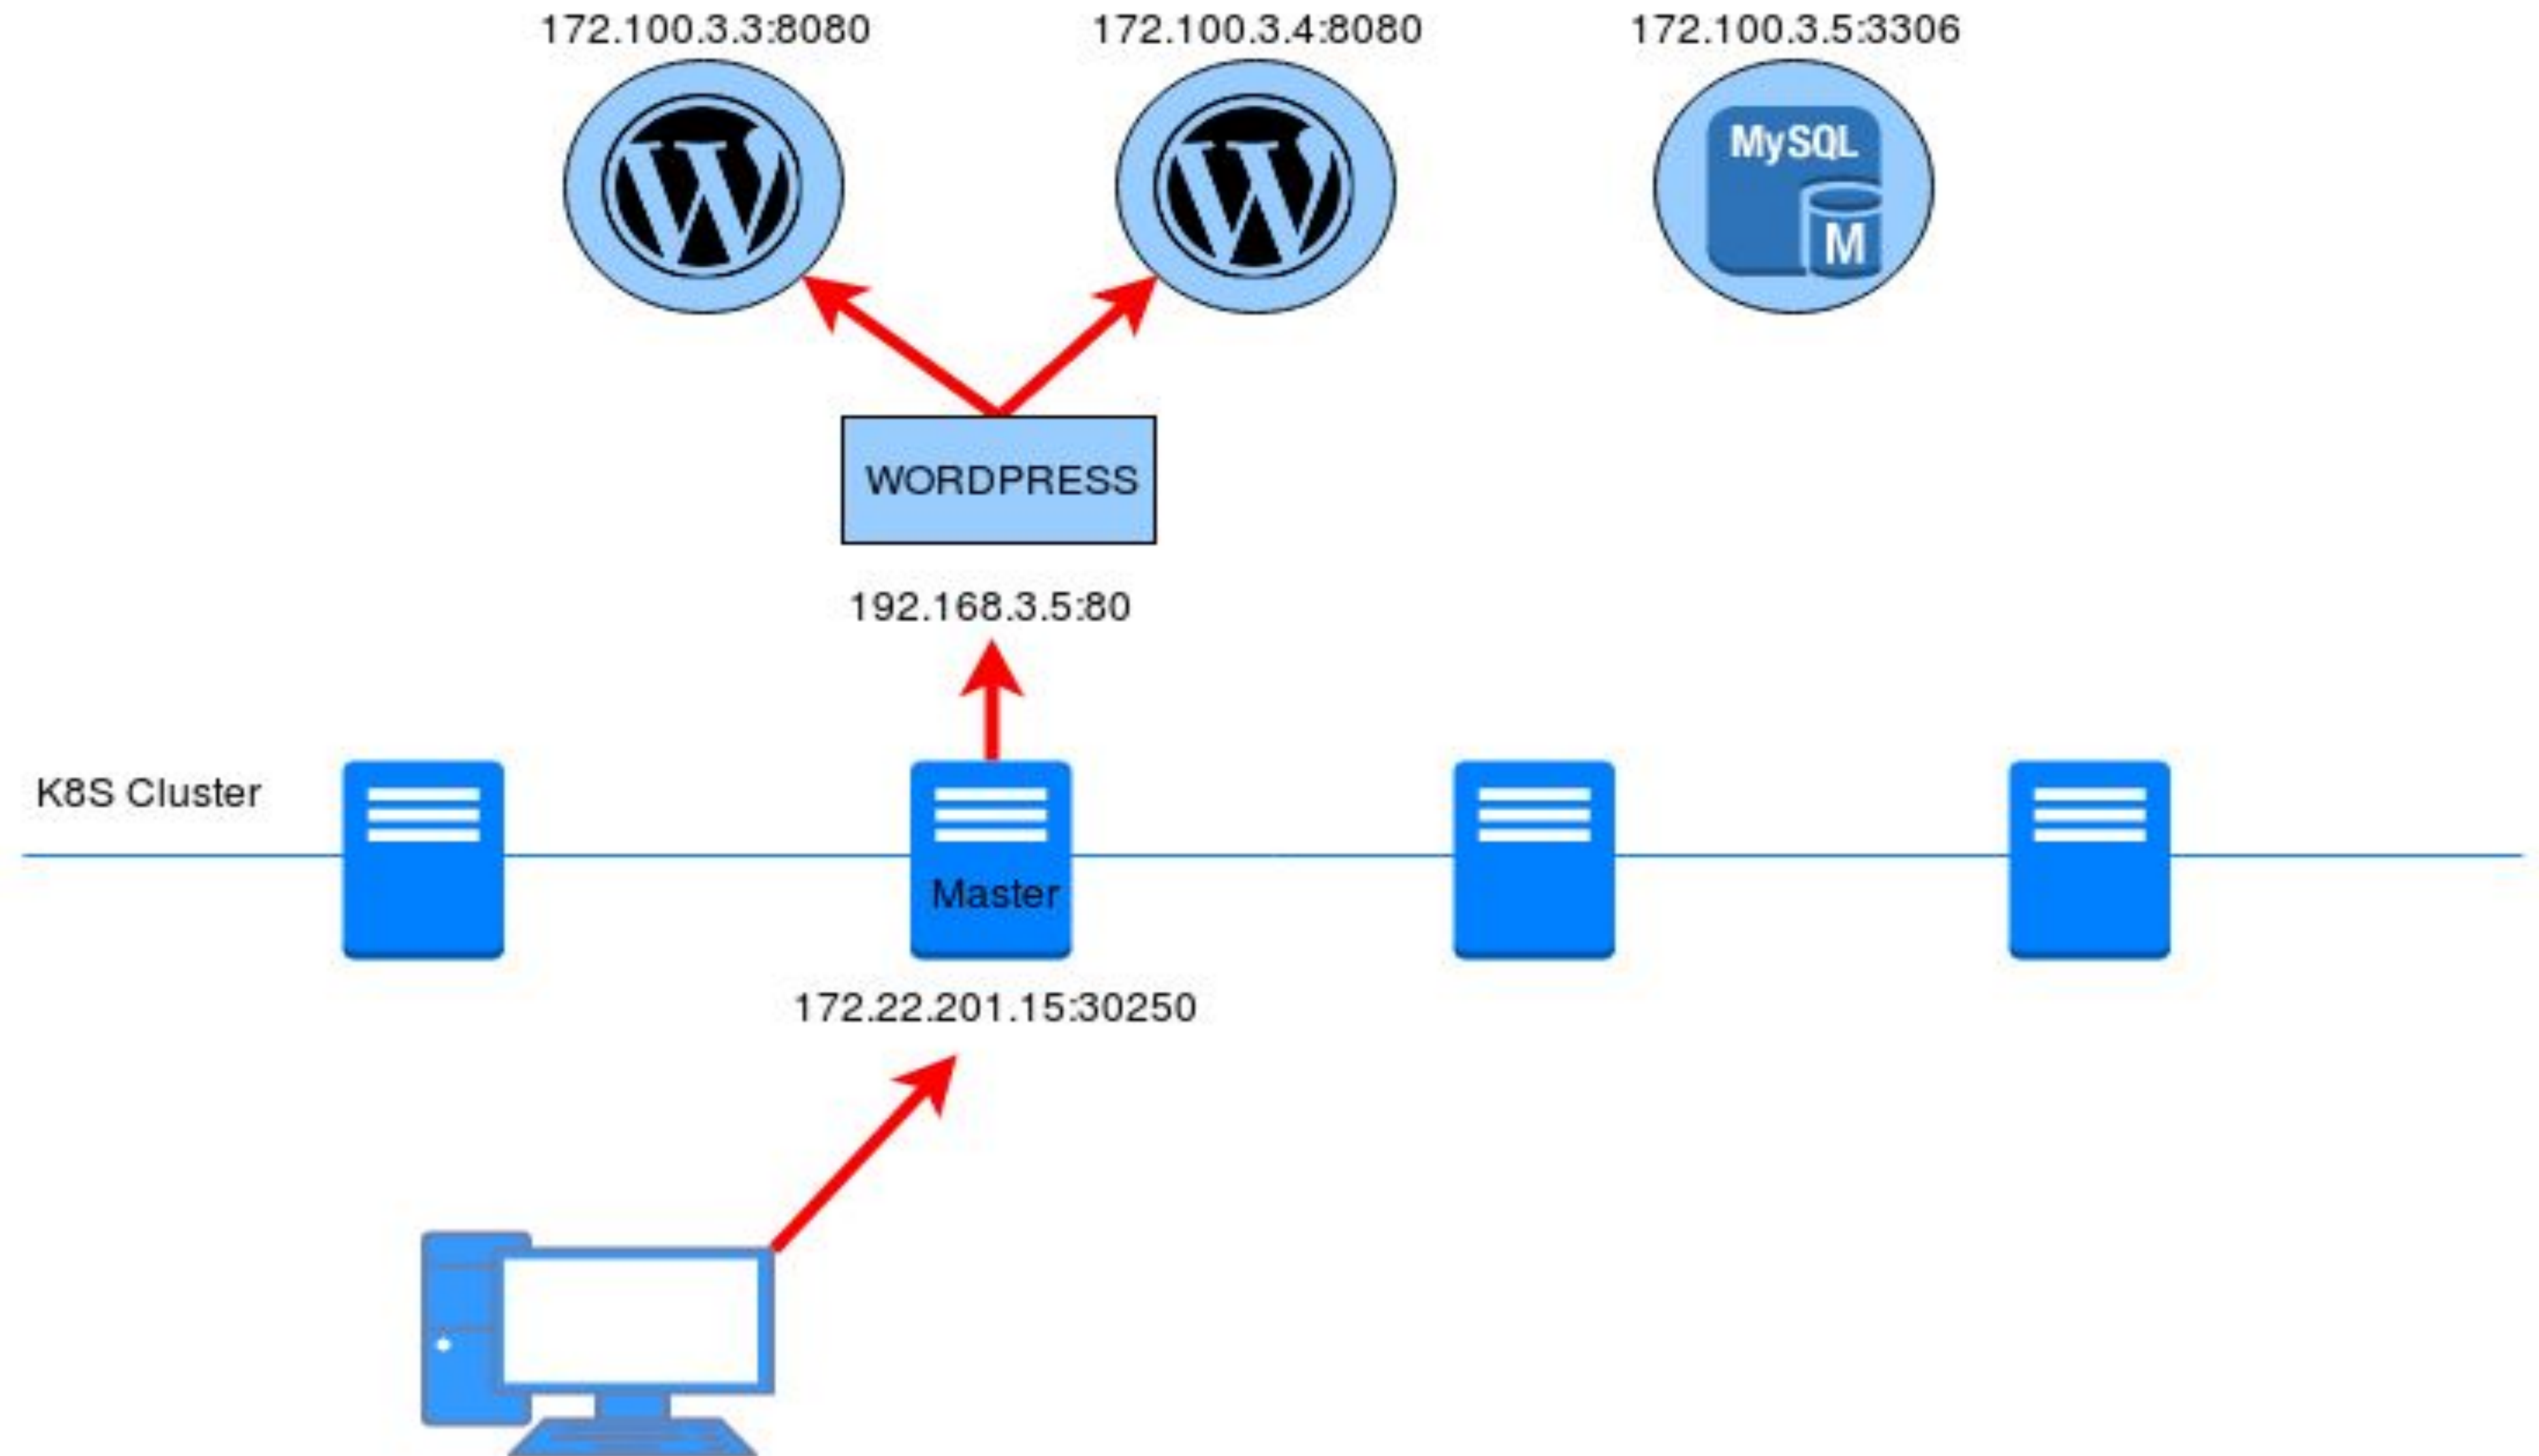 172.100.3.3:8080
172.100.3.4:8080
172.100.3.5:3306
W
W
MySQL
M
WORDPRESS
192.168.3.5:80
K8S Cluster
Master
172.22.201.15:30250